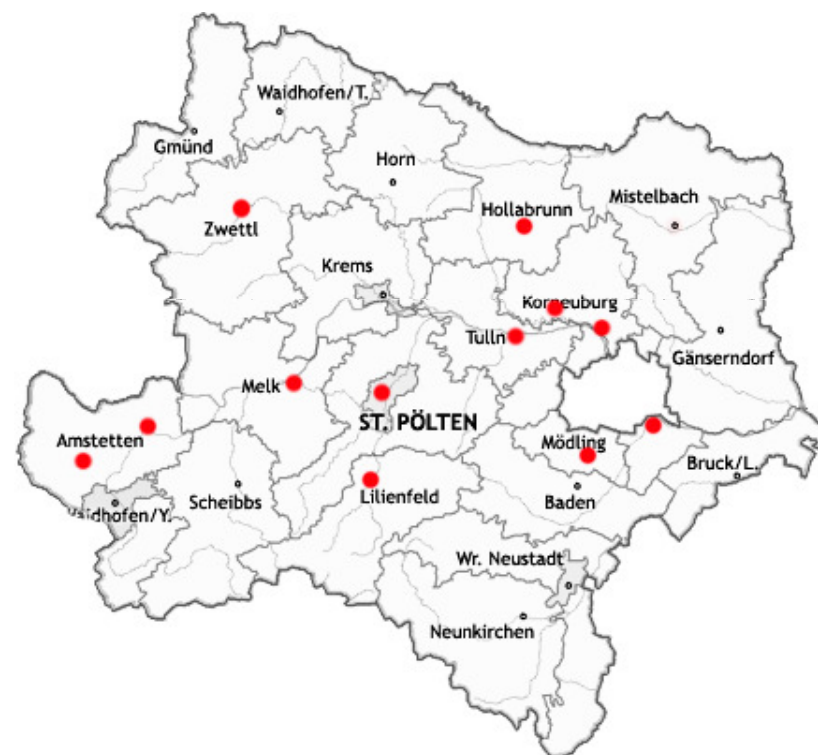 Waidhofen/T.
Gmünd
Horn
Mistelbach
Hollabrunn
Zwettl
Krems
Korneuburg
Tulln
Gänserndorf
Melk
ST. PÖLTEN
Amstetten
Mödling
Bruck/L.
Scheibbs
Lilienfeld
Baden
Waidhofen/Y.
Wr. Neustadt
Neunkirchen